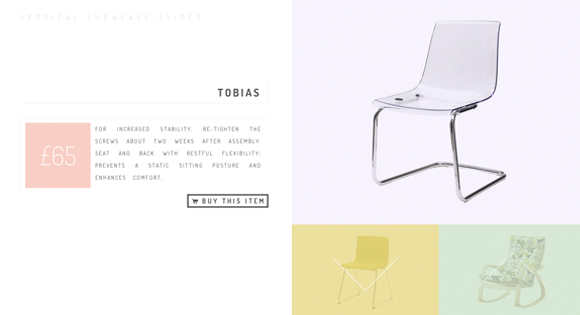 VERTICAL SHOWCASE SLIDER
TOBIAS
£65
FOR INCREASED STABILITY, RE-TIGHTEN THE
SCREWS ABOUT TWO WEEKS AFTER ASSEMBLY.
SEAT AND BACK WITH RESTFUL FLEXIBILITY;
PREVENTS A STATIC SITTING POSTURE AND
ENHANCES COMFORT.
BUY THIS ITEM